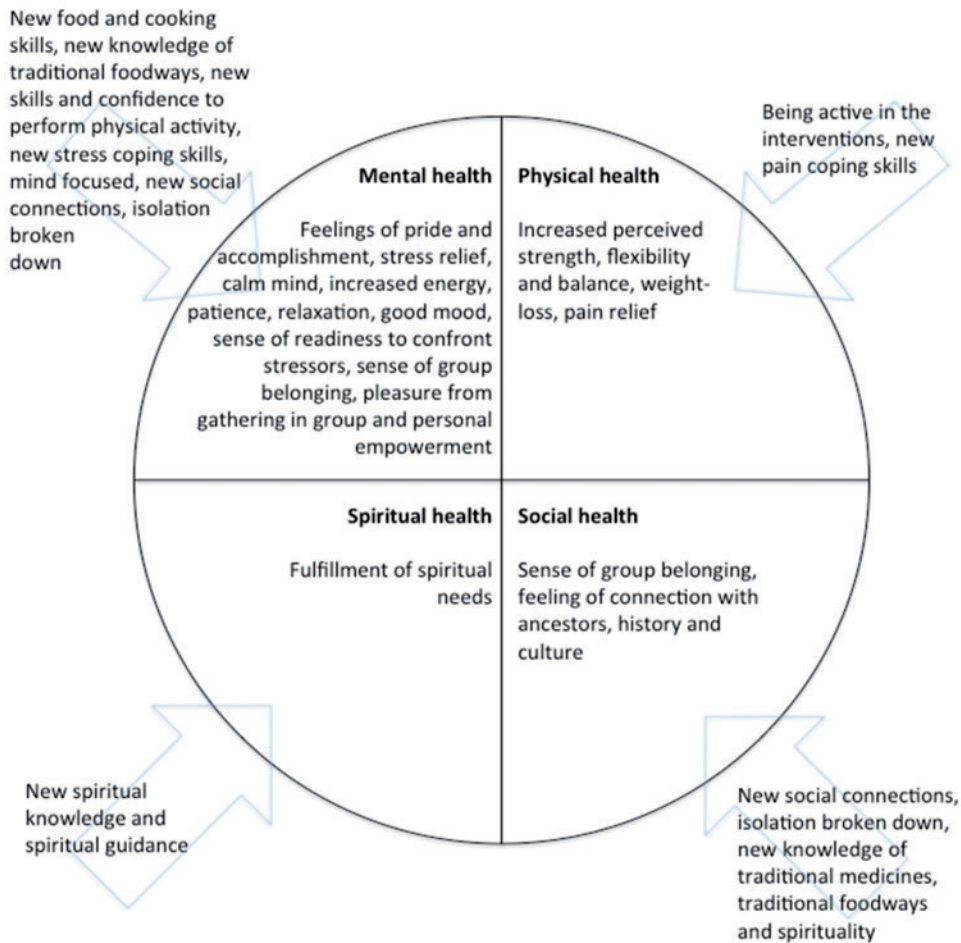 New food and cooking
skills, new knowledge of
traditional foodways, new
skills and confidence to
perform physical activity,
new stress coping skills,
mind focused, new social
connections, isolation
broken
down
Being active in the
interventions, new
pain coping skills
Mental health
Feelings of pride and
accomplishment, stress relief,
calm mind, increased energy,
patience, relaxation, good mood,
sense of readiness to confront
stressors, sense of group
belonging, pleasure from
gathering in group and personal
empowerment
Physical health
Increased perceived
strength, flexibility
and balance, weight-
loss, pain relief
Spiritual health
Fulfillment of spiritual
needs
Social health
Sense of group belonging,
feeling of connection with
ancestors, history and
culture
New spiritual
knowledge and
spiritual guidance
New social connections,
isolation broken down,
new knowledge of
traditional medicines,
traditional foodways
and spirituality